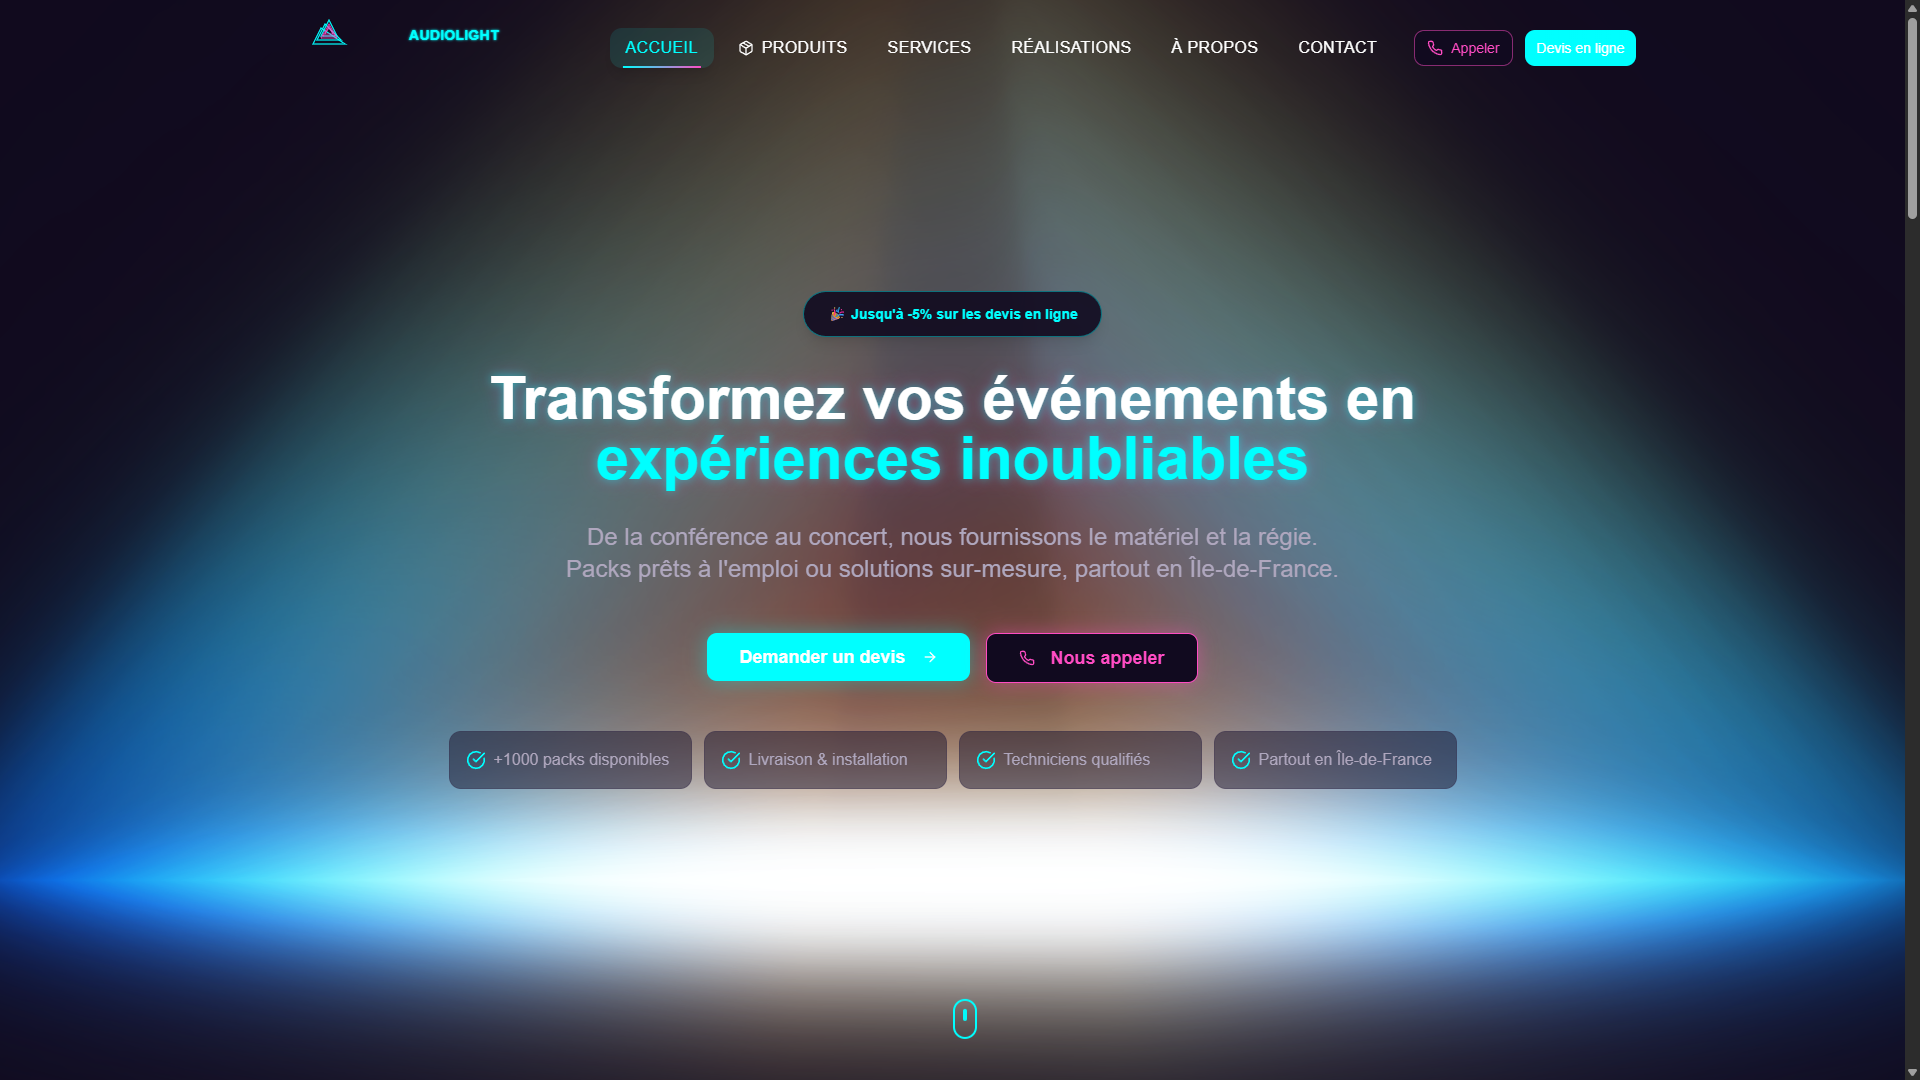 AUDIOLIGHT
ACCUEIL
PRODUITS
SERVICES
RÉALISATIONS
À PROPOS
CONTACT
Appeler
Devis en ligne
🎉 Jusqu'à -5% sur les devis en ligne
Transformez vos événements en
expériences inoubliables
De la conférence au concert, nous fournissons le matériel et la régie.
Packs prêts à l'emploi ou solutions sur-mesure, partout en Île-de-France.
Demander un devis →
Nous appeler
+1000 packs disponibles
Livraison & installation
Techniciens qualifiés
Partout en Île-de-France